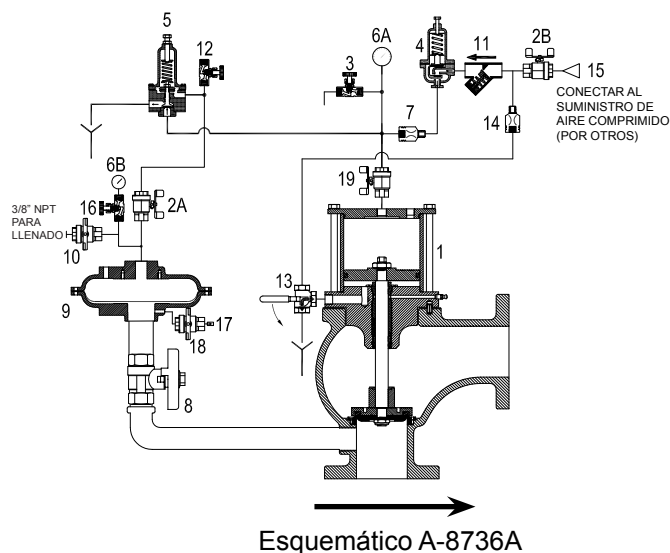 5
12
6A
3
4
11
2B
15
CONECTAR AL
SUMINISTRO DE
AIRE COMPRIMIDO
(POR OTROS)
7
14
6B
16
2A
19
3/8" NPT
PARA
LLENADO
10
1
13
9
17
18
8
Esquemático A-8736A